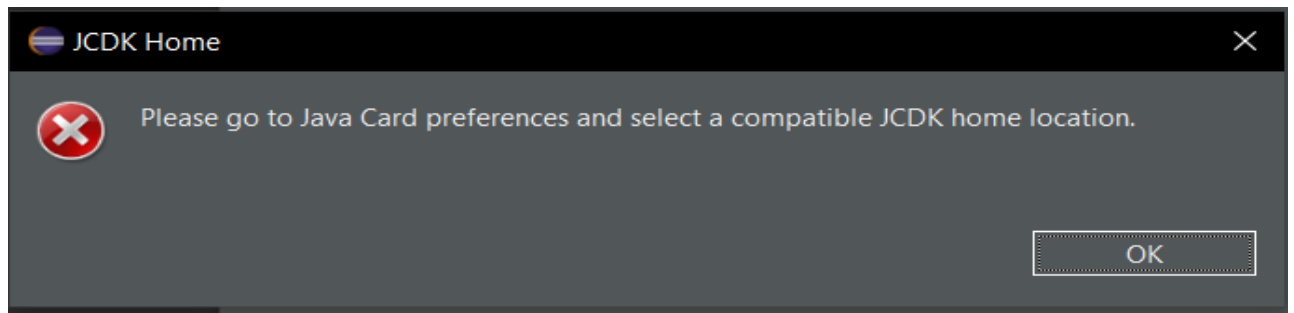 JCDK Home
Please go to Java Card preferences and select a compatible JCDK home location.
OK